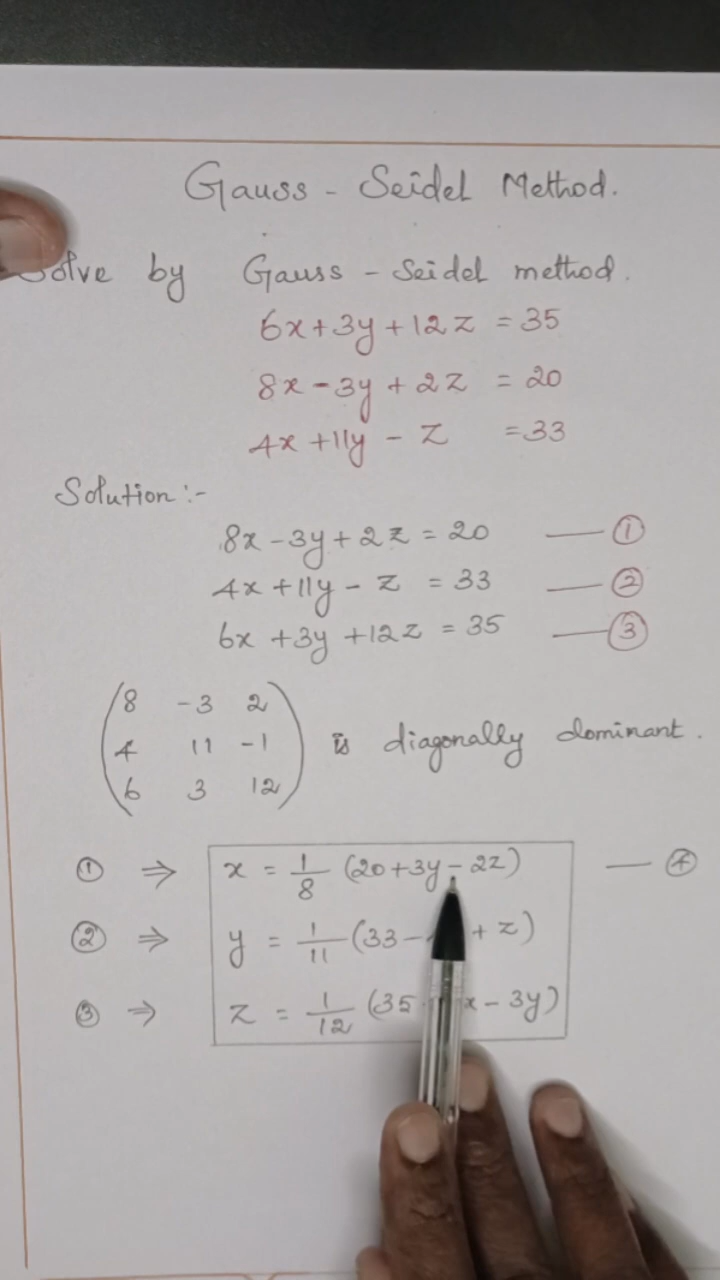 Gauss - Seidel Method.
Solve by Gauss - Seidel method.
6x+3y+12z = 35
8x-3y+2z = 20
4x+11y-z = 33
Solution :-
8x-3y+2z = 20 — ①
4x+11y-z = 33 — ②
6x+3y+12z = 35 — ③
8 -3 2
4 11 -1 is diagonally dominant.
6 3 12
① ⇒ x = 1/8 (20+3y-2z) — ④
② ⇒ y = 1/11 (33- + z)
③ ⇒ z = 1/12 (35 x - 3y)